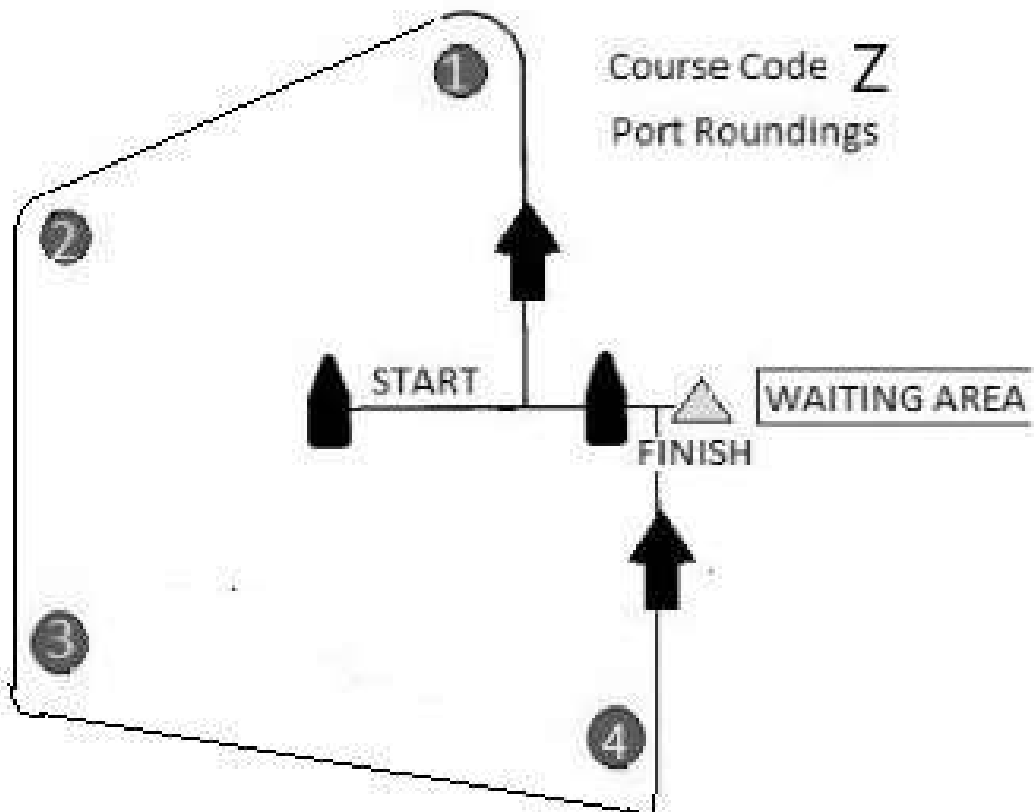 1
Course Code Z
Port Roundings
2
START
WAITING AREA
FINISH
3
4